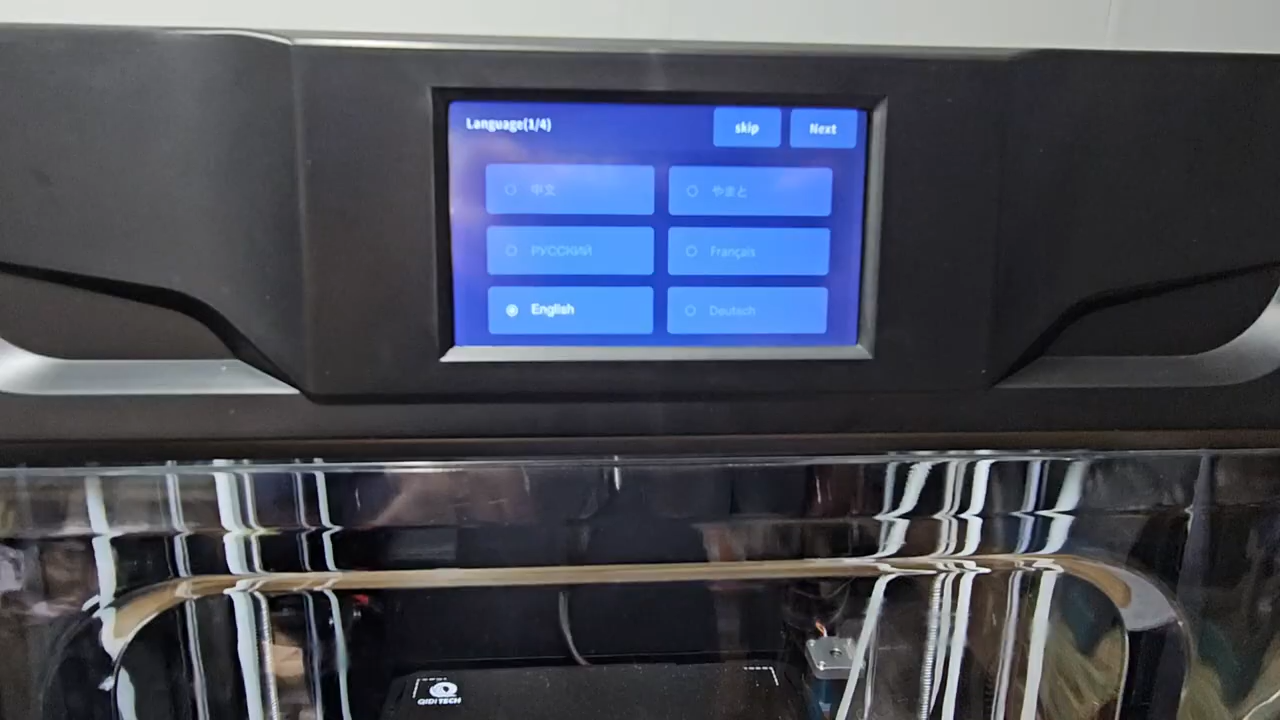 Language(1/4)
skip
Next
中文
やまと
РУССКИЙ
Français
English
Deutsch
QIDI TECH